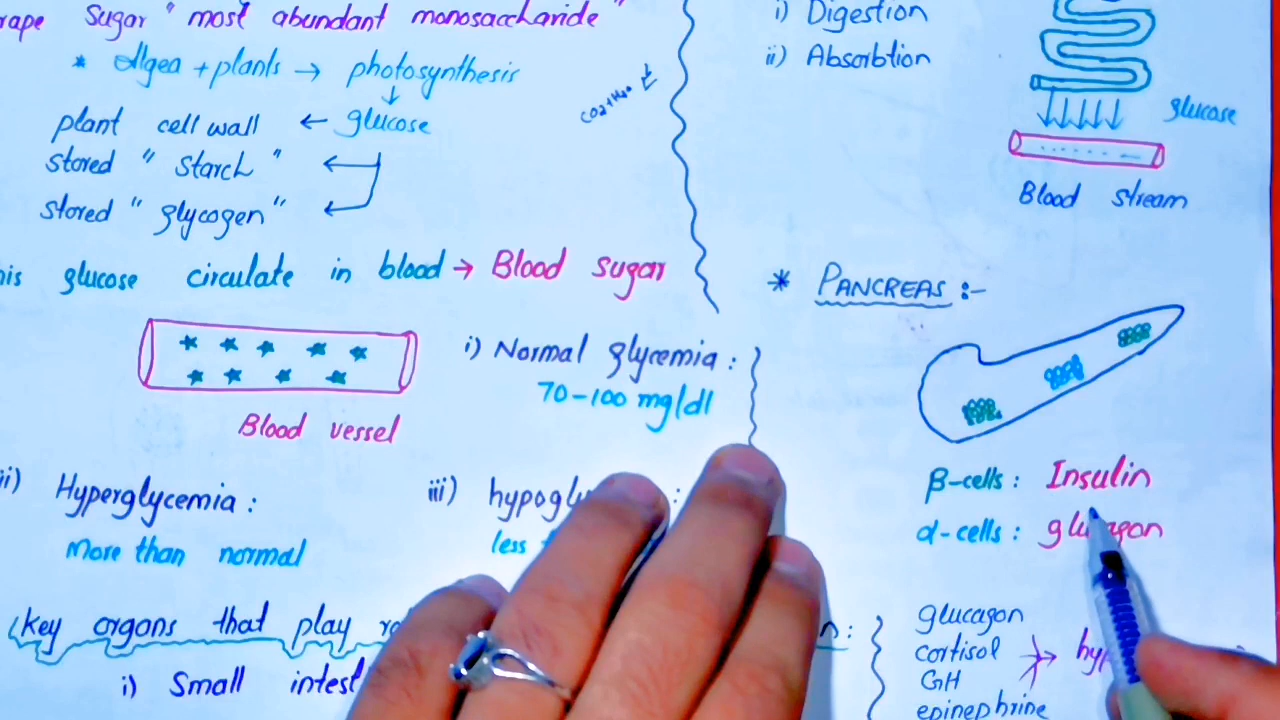 rape Sugar "most abundant monosaccharide"
* Algea + plants → photosynthesis
↓
plant cell wall ← glucose
stored "starch" ←
stored "glycogen" ←
his glucose circulate in blood → Blood sugar
Blood vessel
i) Normal glycemia :
70-100 mg/dl
ii) Hyperglycemia :
More than normal
iii) hypogly :
less
key organs that play
i) Small intest
i) Digestion
ii) Absorbtion
glucose
Blood stream
* PANCREAS :-
β-cells : Insulin
α-cells : glucagon
n :
glucagon
cortisol
GH
epinephrine
hyp